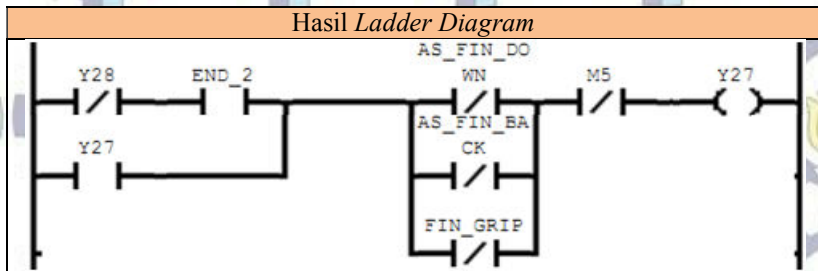 Hasil Ladder Diagram
AS_FIN_DO
Y28 END_2 WN M5 Y27
AS_FIN_BA
Y27 CK
FIN_GRIP